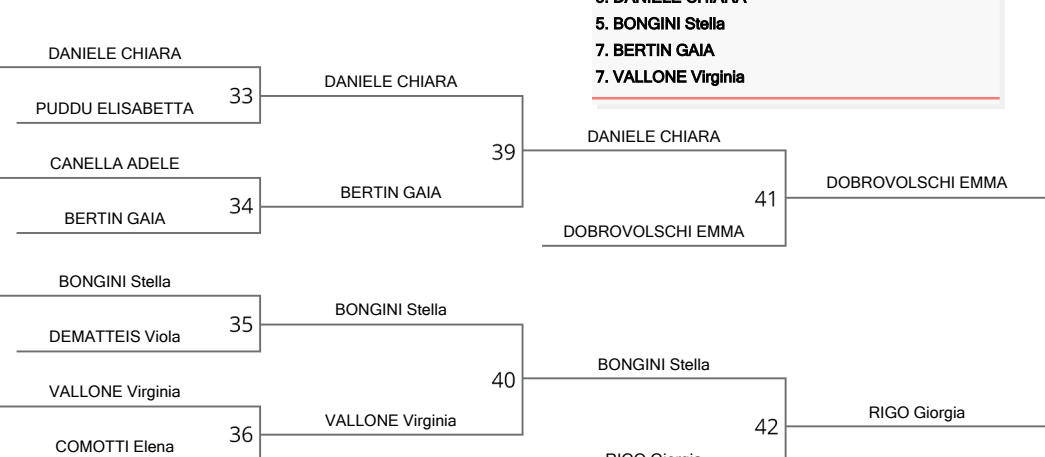 5. BONGINI Stella
7. BERTIN GAIA
7. VALLONE Virginia
DANIELE CHIARA
PUDDU ELISABETTA
33
DANIELE CHIARA
CANELLA ADELE
BERTIN GAIA
34
BERTIN GAIA
39
DANIELE CHIARA
DOBROVOLSCHI EMMA
41
DOBROVOLSCHI EMMA
BONGINI Stella
DEMATTEIS Viola
35
BONGINI Stella
VALLONE Virginia
COMOTTI Elena
36
VALLONE Virginia
40
BONGINI Stella
42
RIGO Giorgia